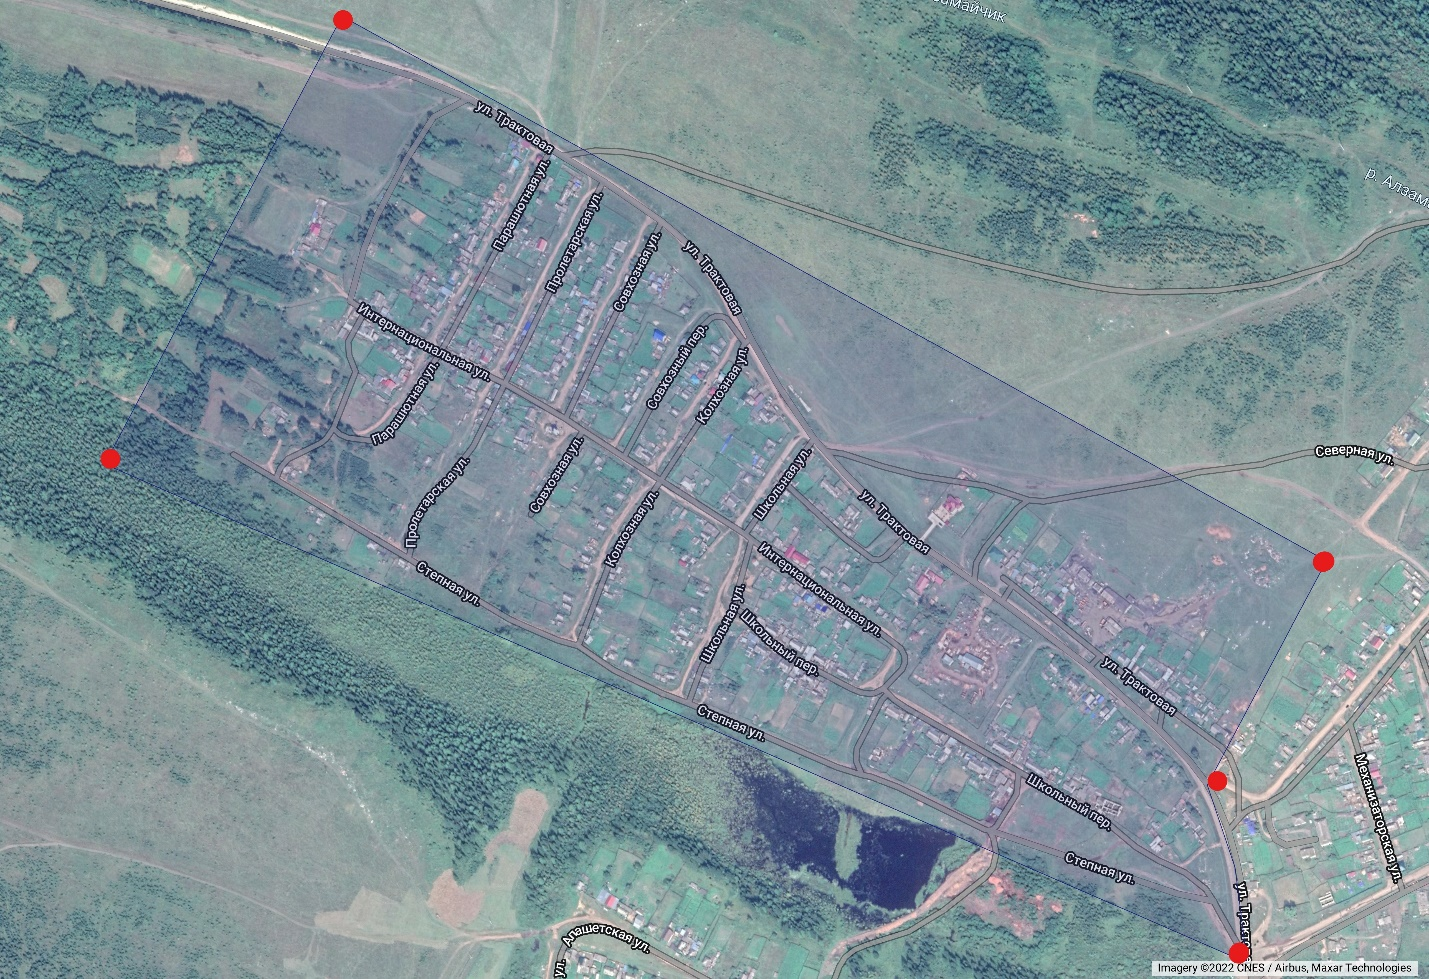 р. Алзам
ул. Трактовая
Парашютная ул.
Пролетарская ул.
Совхозная ул.
ул. Трактовая
Интернациональная ул.
Совхозный пер.
Колхозная ул.
Парашютная ул.
Пролетарская ул.
Совхозная ул.
Школьная ул.
Северная ул.
Колхозная ул.
ул. Трактовая
Степная ул.
Интернациональная ул.
Школьная ул.
Школьный пер.
ул. Трактовая
Степная ул.
Школьный пер.
Механизаторская ул.
Степная ул.
ул.
Апашетская ул.
ул.
Imagery ©2022 CNES / Airbus, Maxar Technologies